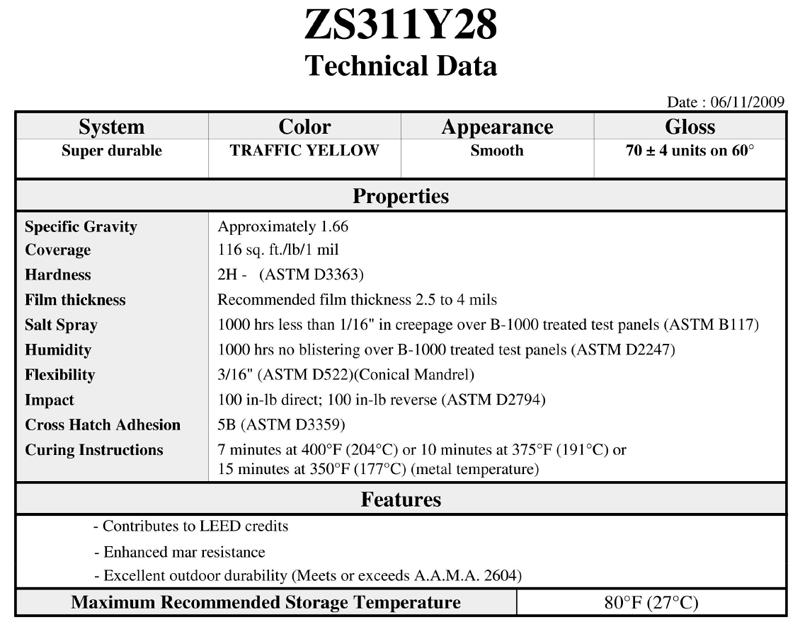 ZS311Y28
Technical Data
Date : 06/11/2009
System Color Appearance Gloss
Super durable TRAFFIC YELLOW Smooth 70 ± 4 units on 60°
Properties
Specific Gravity Approximately 1.66
Coverage 116 sq. ft./lb/1 mil
Hardness 2H - (ASTM D3363)
Film thickness Recommended film thickness 2.5 to 4 mils
Salt Spray 1000 hrs less than 1/16" in creepage over B-1000 treated test panels (ASTM B117)
Humidity 1000 hrs no blistering over B-1000 treated test panels (ASTM D2247)
Flexibility 3/16" (ASTM D522)(Conical Mandrel)
Impact 100 in-lb direct; 100 in-lb reverse (ASTM D2794)
Cross Hatch Adhesion 5B (ASTM D3359)
Curing Instructions 7 minutes at 400°F (204°C) or 10 minutes at 375°F (191°C) or
15 minutes at 350°F (177°C) (metal temperature)
Features
- Contributes to LEED credits
- Enhanced mar resistance
- Excellent outdoor durability (Meets or exceeds A.A.M.A. 2604)
Maximum Recommended Storage Temperature 80°F (27°C)